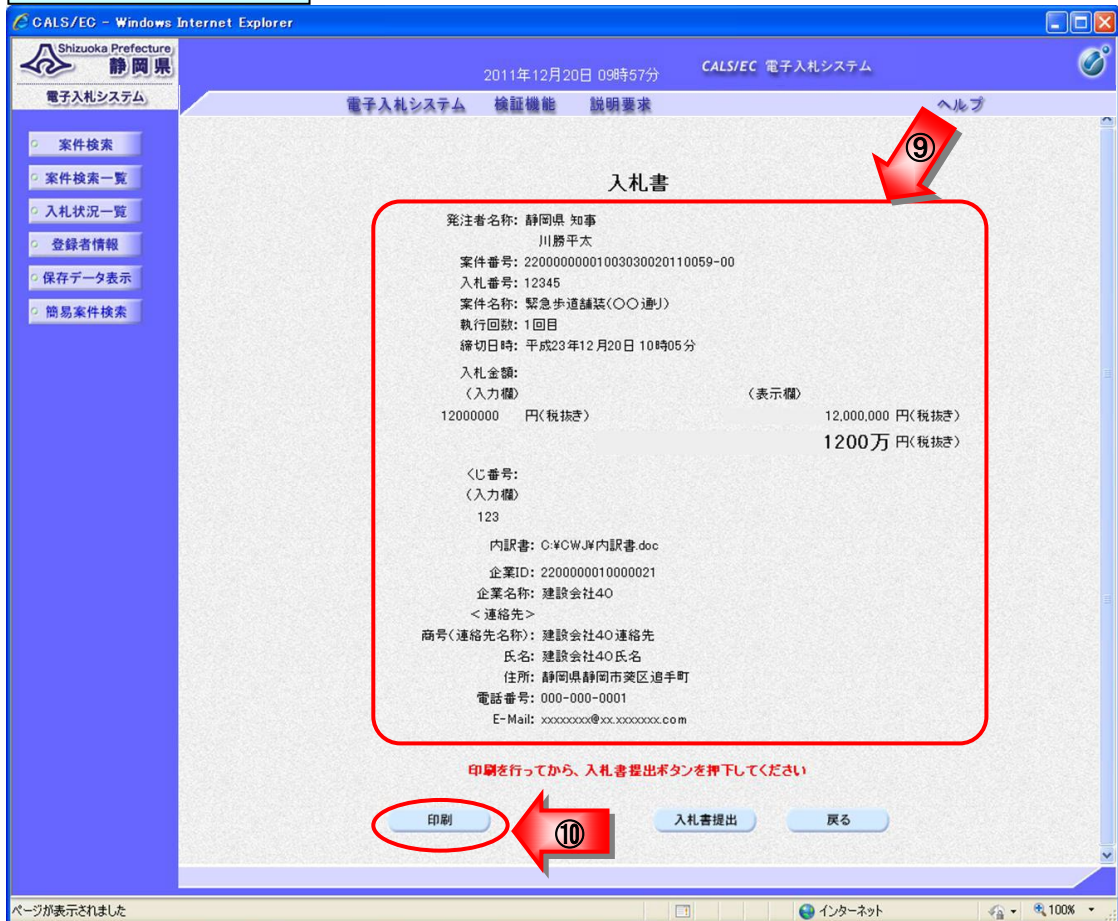 CALS/EC - Windows Internet Explorer
Shizuoka Prefecture
静岡県
電子入札システム
2011年12月20日 09時57分
CALS/EC 電子入札システム
電子入札システム 検証機能 説明要求 ヘルプ
案件検索
案件検索一覧
入札状況一覧
登録者情報
保存データ表示
簡易案件検索
⑨
入札書
発注者名称: 静岡県 知事
川勝平太
案件番号: 22000000001003030020110059-00
入札番号: 12345
案件名称: 緊急歩道舗装(〇〇通り)
執行回数: 1回目
締切日時: 平成23年12月20日 10時05分
入札金額:
(入力欄) (表示欄)
12000000 円(税抜き) 12,000,000 円(税抜き)
1200万 円(税抜き)
くじ番号:
(入力欄)
123
内訳書: C:¥CWJ¥内訳書.doc
企業ID: 2200000010000021
企業名称: 建設会社40
<連絡先>
商号(連絡先名称): 建設会社40連絡先
氏名: 建設会社40氏名
住所: 静岡県静岡市葵区追手町
電話番号: 000-000-0001
E-Mail: xxxxxxxx@xx.xxxxxxx.com
印刷を行ってから、入札書提出ボタンを押下してください
印刷 ⑩ 入札書提出 戻る
ページが表示されました インターネット 100%